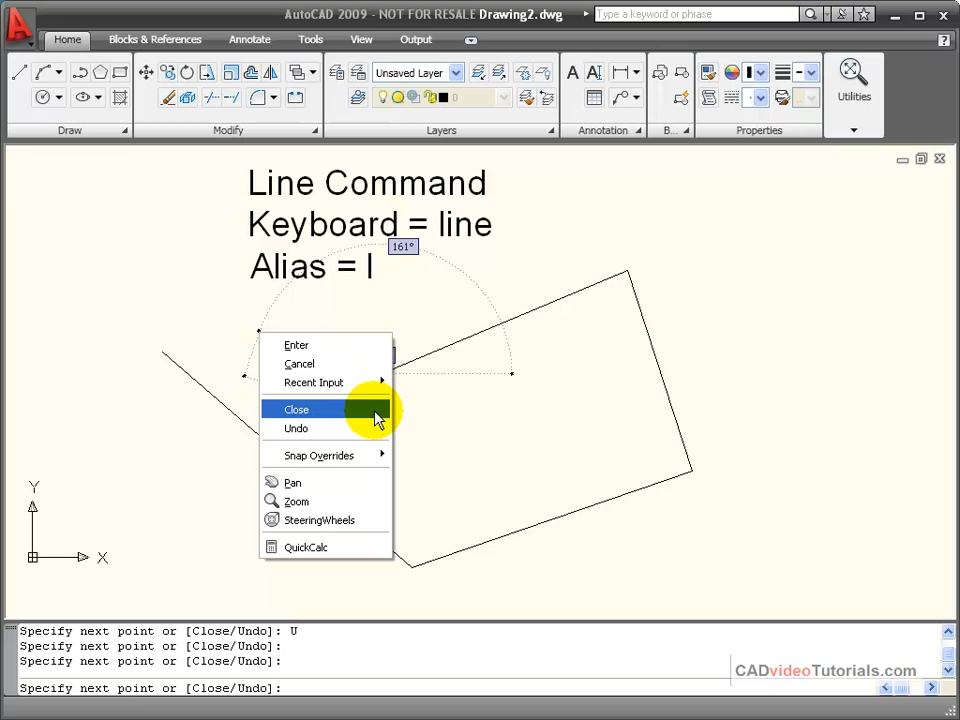 AutoCAD 2009 - NOT FOR RESALE Drawing2.dwg
Type a keyword or phrase
Home
Blocks & References
Annotate
Tools
View
Output
Unsaved Layer
0
Utilities
Draw
Modify
Layers
Annotation
B...
Properties
Line Command
Keyboard = line
Alias = l
161°
Enter
Cancel
Recent Input
Close
Undo
Snap Overrides
Pan
Zoom
SteeringWheels
QuickCalc
Y
X
Specify next point or [Close/Undo]: U
Specify next point or [Close/Undo]:
Specify next point or [Close/Undo]:
Specify next point or [Close/Undo]:
CADvideoTutorials.com